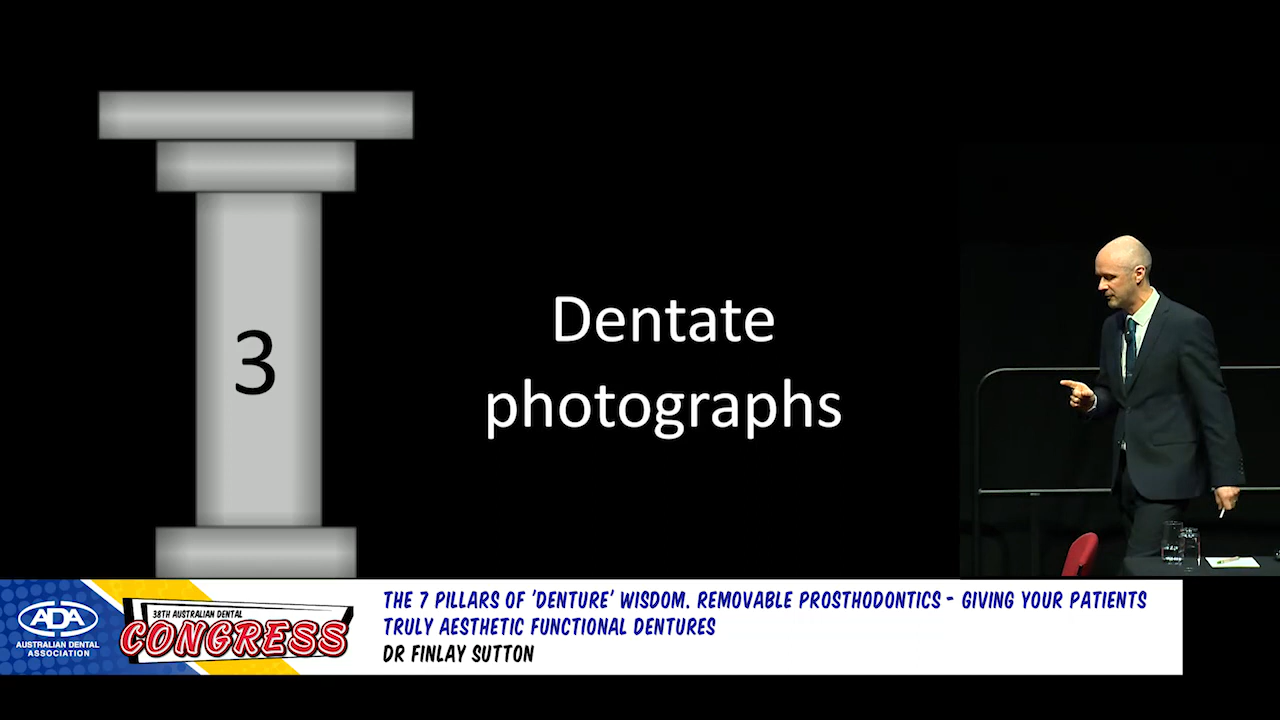 3
Dentate
photographs
ADA
AUSTRALIAN DENTAL
ASSOCIATION
38TH AUSTRALIAN DENTAL
CONGRESS
THE 7 PILLARS OF 'DENTURE' WISDOM. REMOVABLE PROSTHODONTICS - GIVING YOUR PATIENTS
TRULY AESTHETIC FUNCTIONAL DENTURES
DR FINLAY SUTTON